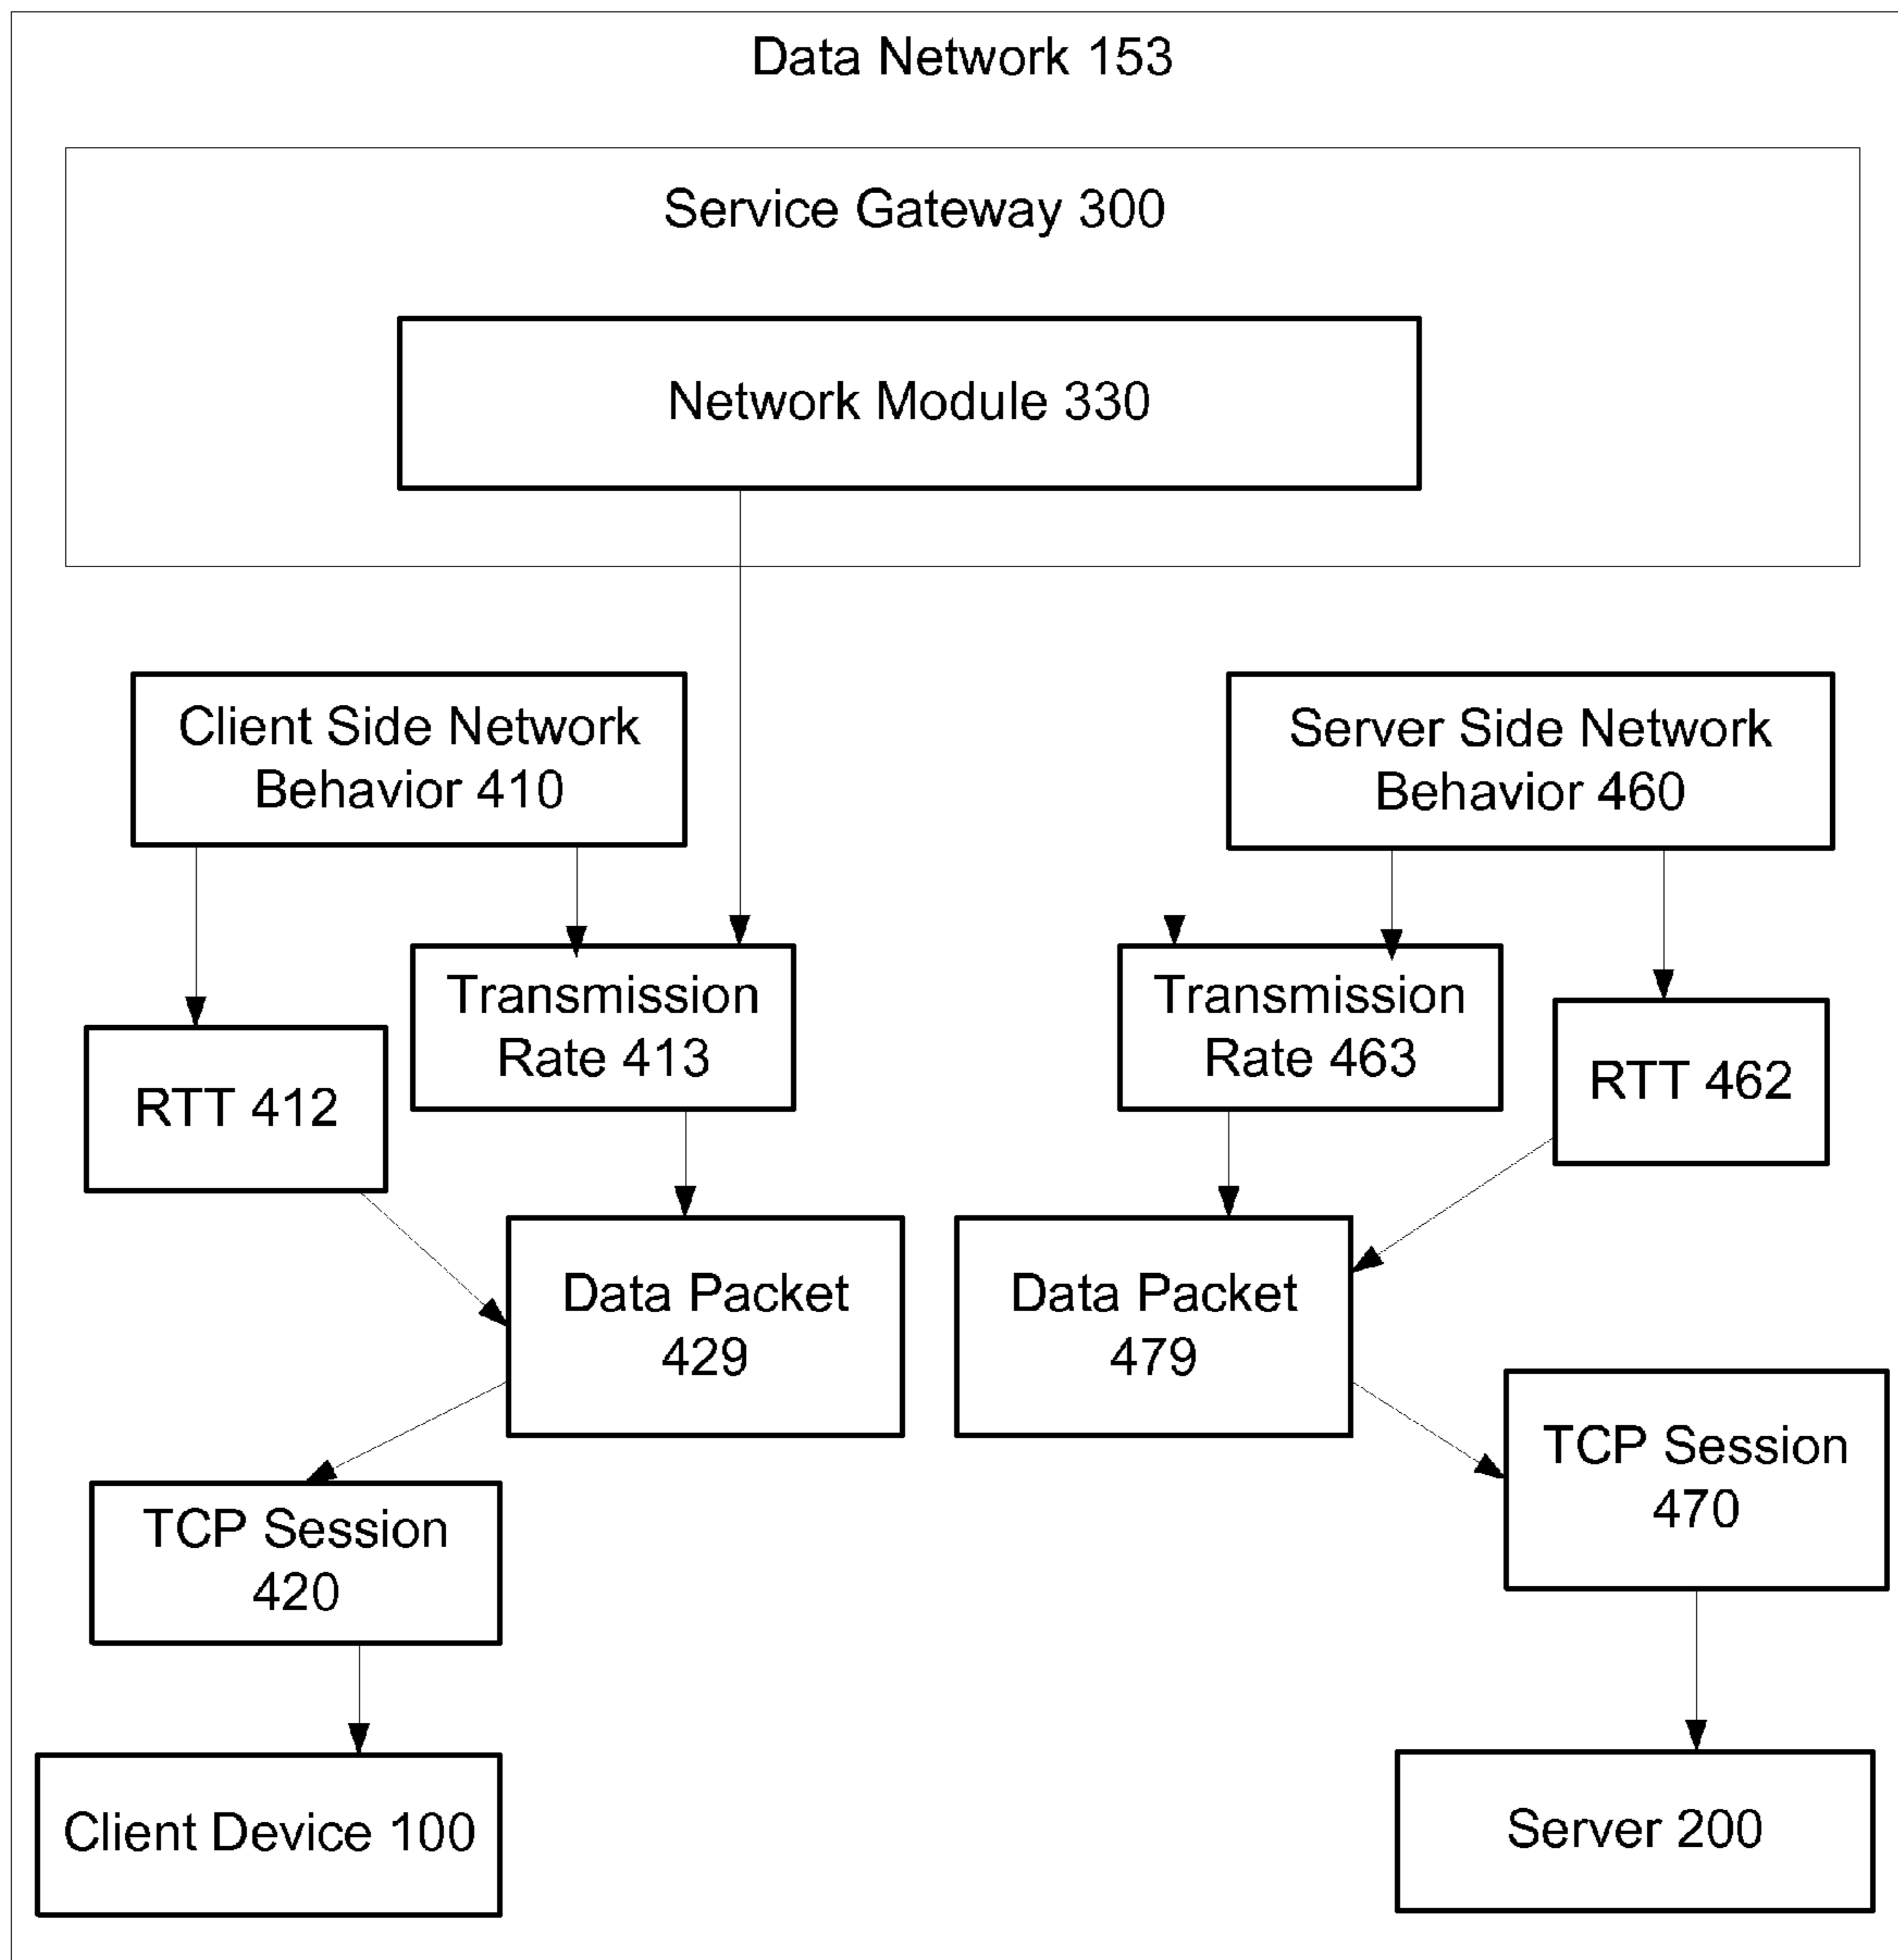 Data Network 153
Service Gateway 300
Network Module 330
Client Side Network
Behavior 410
Server Side Network
Behavior 460
Transmission
Rate 413
Transmission
Rate 463
RTT 412
RTT 462
Data Packet
429
Data Packet
479
TCP Session
470
TCP Session
420
Client Device 100
Server 200